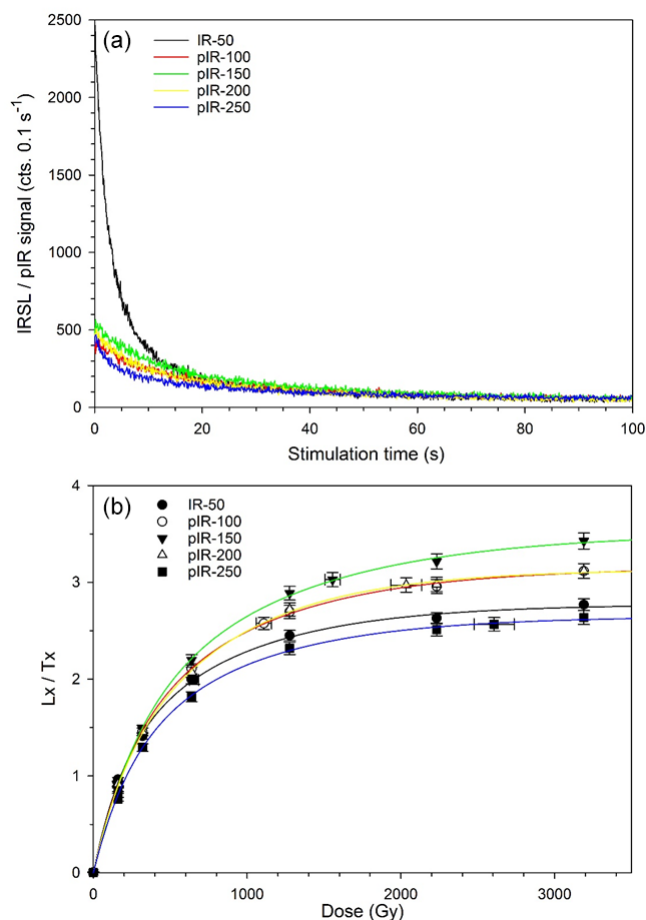 (a)
IR-50
pIR-100
pIR-150
pIR-200
pIR-250
2500
2000
1500
1000
500
0
IRSL / pIR signal (cts. 0.1 s⁻¹)
0 20 40 60 80 100
Stimulation time (s)
(b)
IR-50
pIR-100
pIR-150
pIR-200
pIR-250
4
3
2
1
0
Lx / Tx
0 1000 2000 3000
Dose (Gy)